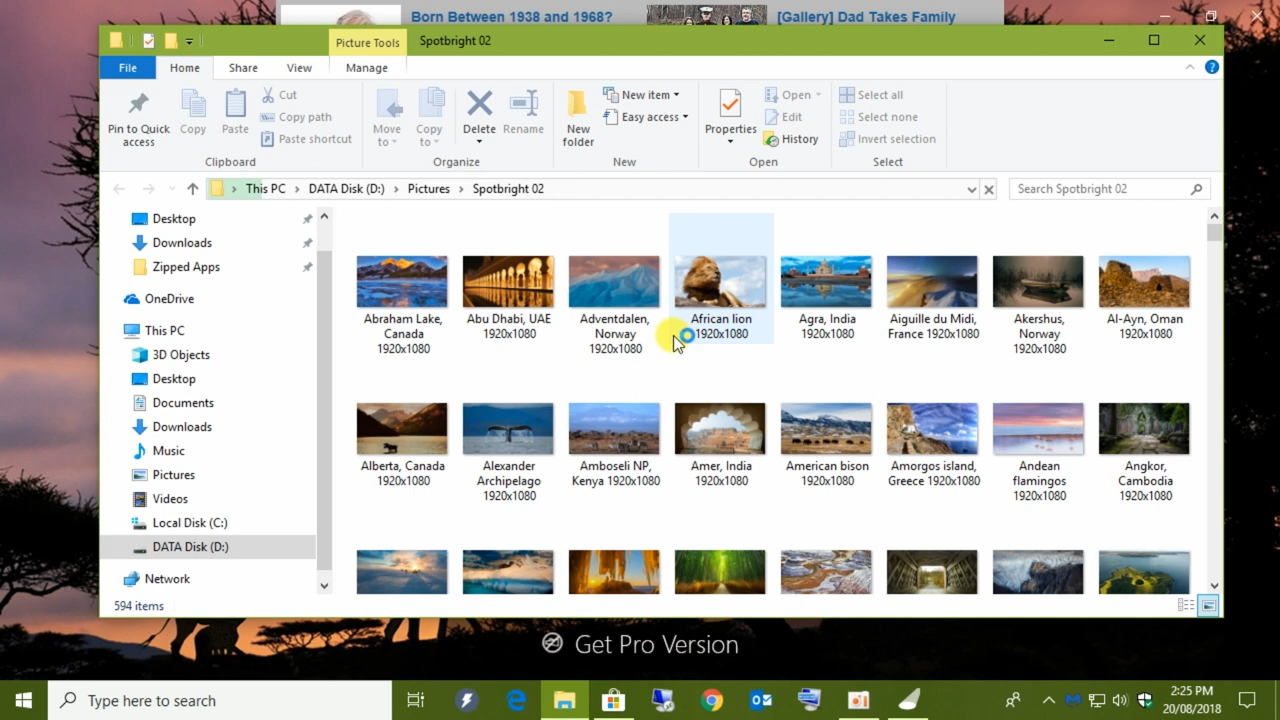 Born Between 1938 and 1968?
[Gallery] Dad Takes Family
Picture Tools
Spotbright 02
File
Home
Share
View
Manage
Pin to Quick
access
Copy
Paste
Cut
Copy path
Paste shortcut
Clipboard
Move
to
Copy
to
Delete
Rename
Organize
New
folder
New item
Easy access
New
Properties
Open
Edit
History
Open
Select all
Select none
Invert selection
Select
This PC
DATA Disk (D:)
Pictures
Spotbright 02
Search Spotbright 02
Desktop
Downloads
Zipped Apps
OneDrive
This PC
3D Objects
Desktop
Documents
Downloads
Music
Pictures
Videos
Local Disk (C:)
DATA Disk (D:)
Network
Abraham Lake,
Canada
1920x1080
Abu Dhabi, UAE
1920x1080
Adventdalen,
Norway
1920x1080
African lion
1920x1080
Agra, India
1920x1080
Aiguille du Midi,
France 1920x1080
Akershus,
Norway
1920x1080
Al-Ayn, Oman
1920x1080
Alberta, Canada
1920x1080
Alexander
Archipelago
1920x1080
Amboseli NP,
Kenya 1920x1080
Amer, India
1920x1080
American bison
1920x1080
Amorgos island,
Greece 1920x1080
Andean
flamingos
1920x1080
Angkor,
Cambodia
1920x1080
594 items
Get Pro Version
Type here to search
2:25 PM
20/08/2018